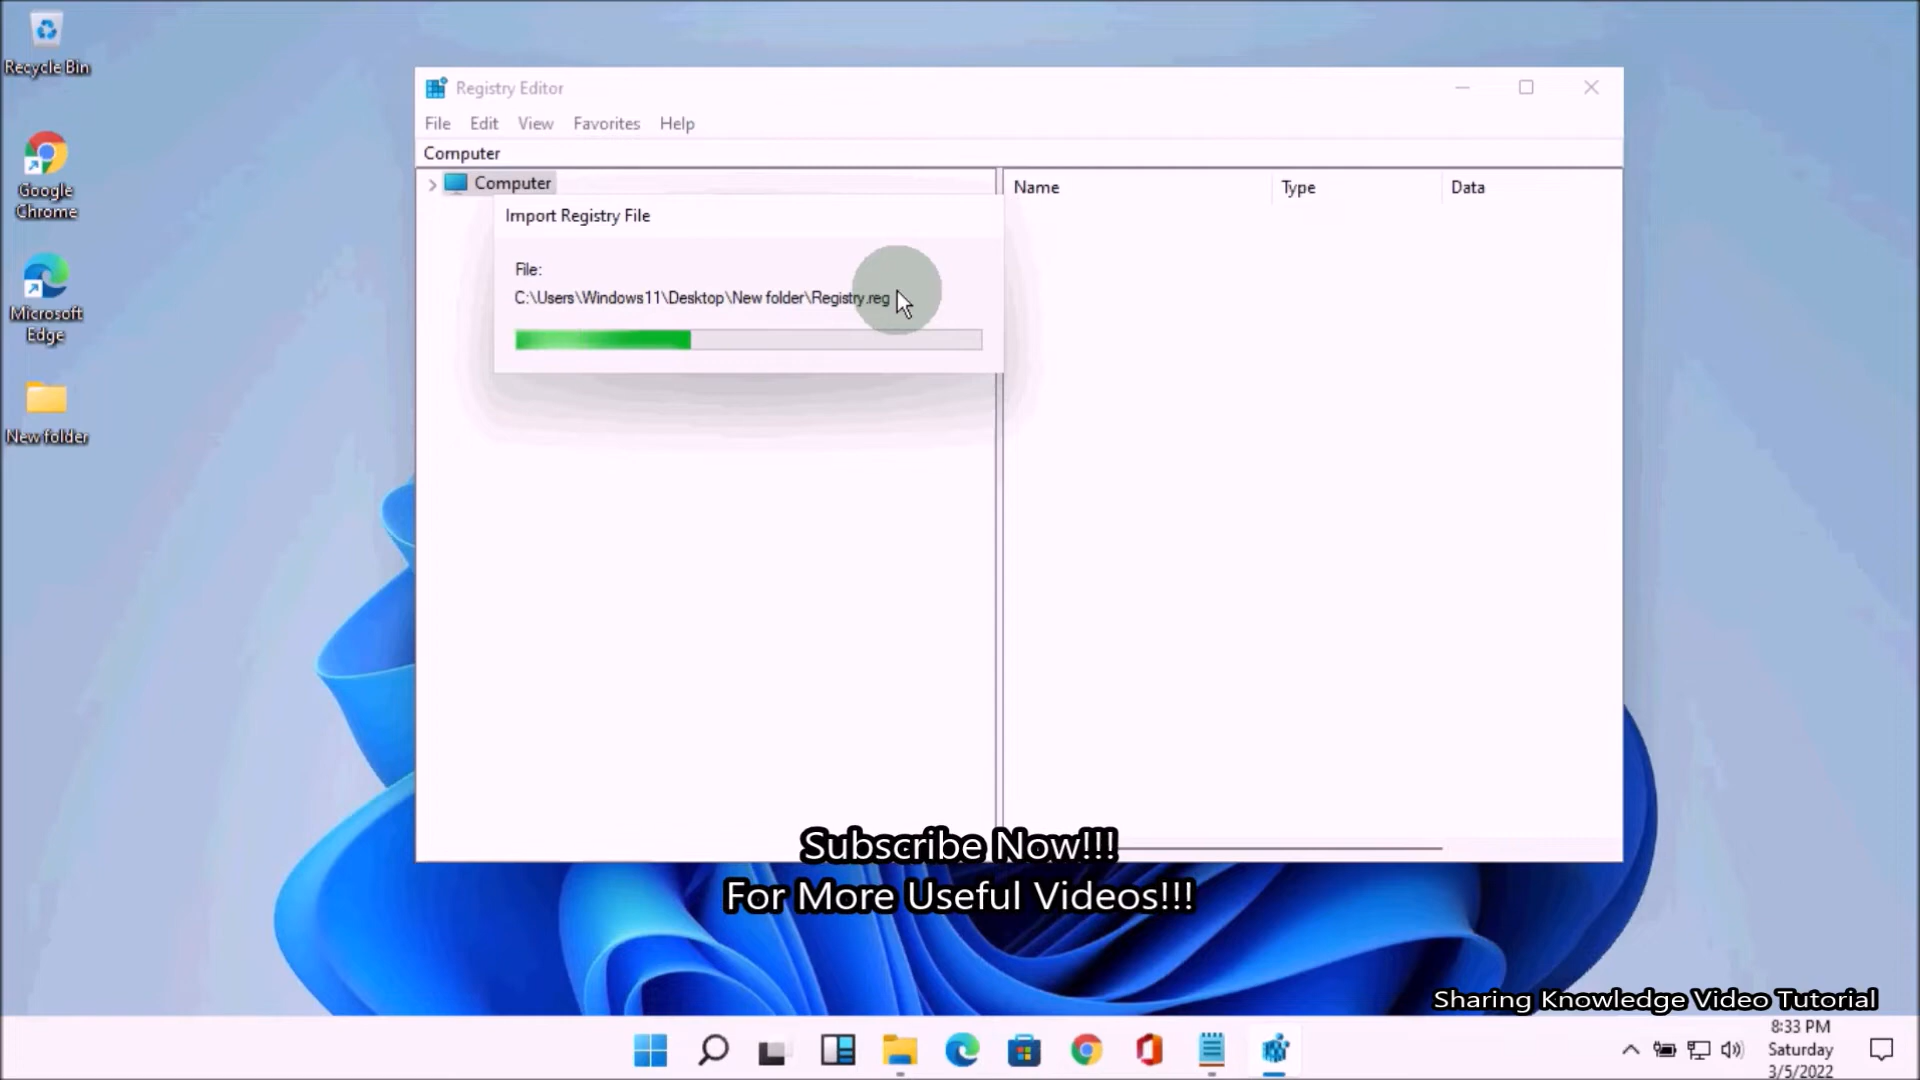 Recycle Bin
Google
Chrome
Microsoft
Edge
New folder
Registry Editor
File Edit View Favorites Help
Computer
Computer
Name Type Data
Import Registry File
File:
C:\Users\Windows11\Desktop\New folder\Registry.reg
Subscribe Now!!!
For More Useful Videos!!!
Sharing Knowledge Video Tutorial
8:33 PM
Saturday
3/5/2022